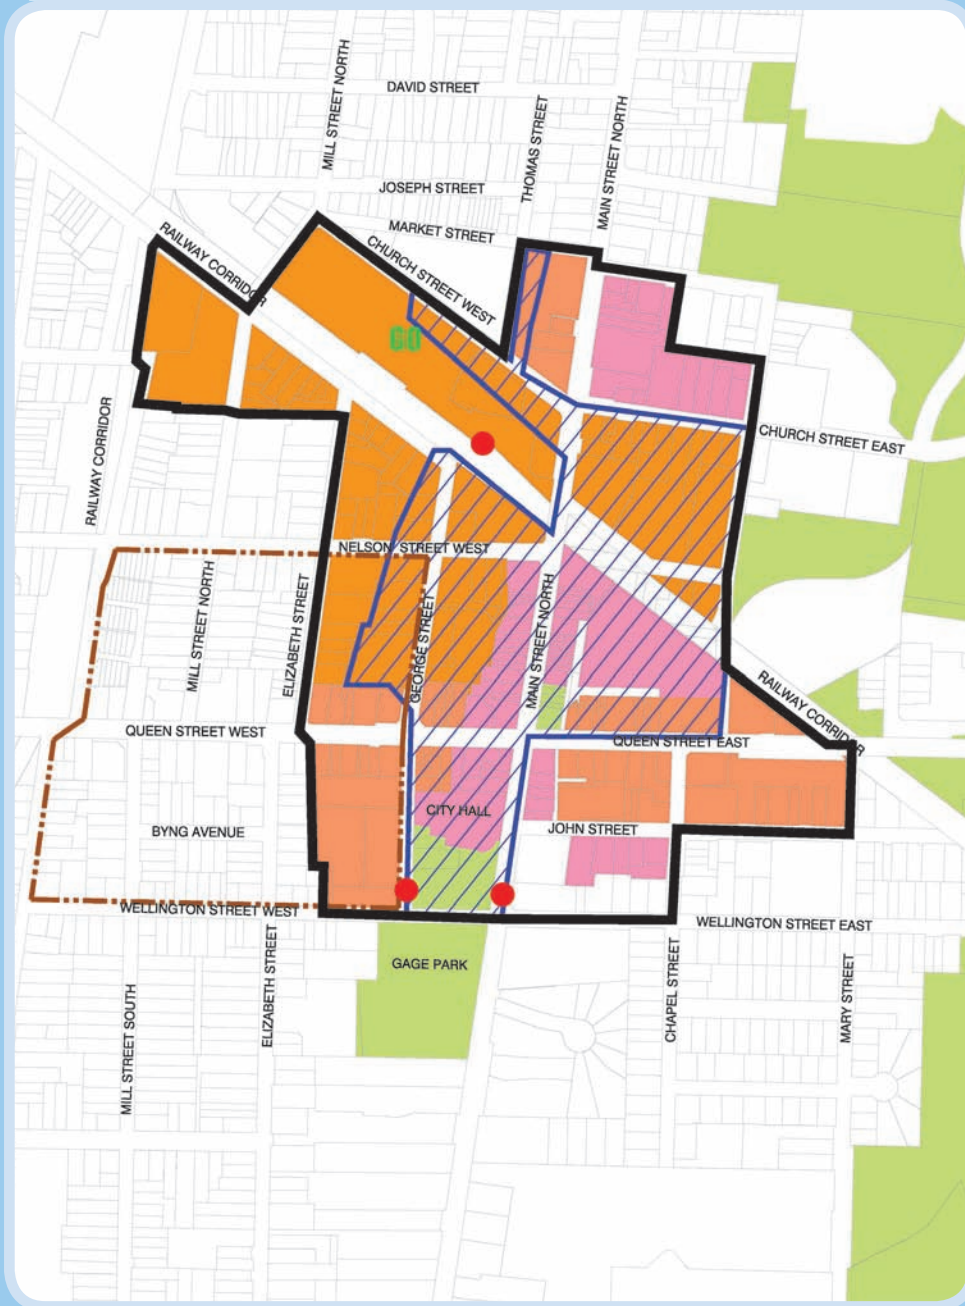 MILL STREET NORTH
DAVID STREET
THOMAS STREET
MAIN STREET NORTH
JOSEPH STREET
MARKET STREET
CHURCH STREET WEST
RAILWAY CORRIDOR
GO
CHURCH STREET EAST
RAILWAY CORRIDOR
NELSON STREET WEST
MILL STREET NORTH
ELIZABETH STREET
GEORGE STREET
MAIN STREET NORTH
RAILWAY CORRIDOR
QUEEN STREET WEST
QUEEN STREET EAST
CITY HALL
BYNG AVENUE
JOHN STREET
WELLINGTON STREET WEST
WELLINGTON STREET EAST
GAGE PARK
ELIZABETH STREET
CHAPEL STREET
MARY STREET
MILL STREET SOUTH